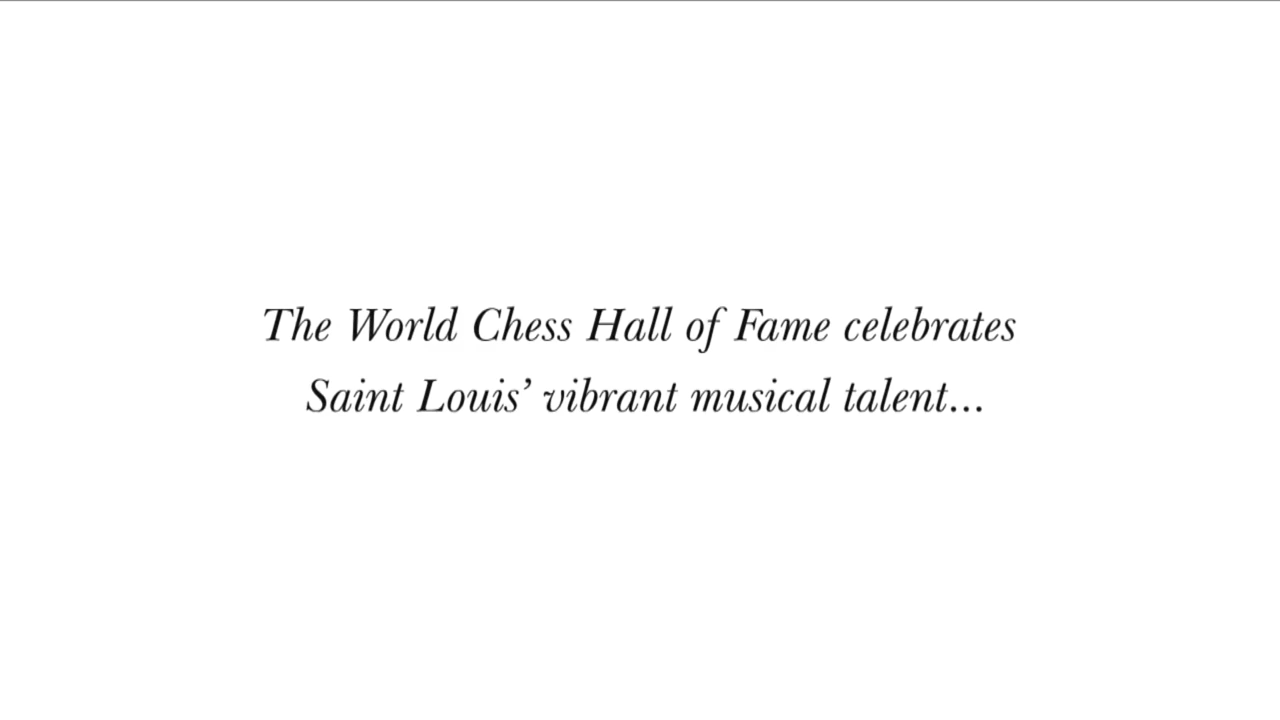 The World Chess Hall of Fame celebrates
Saint Louis’ vibrant musical talent...